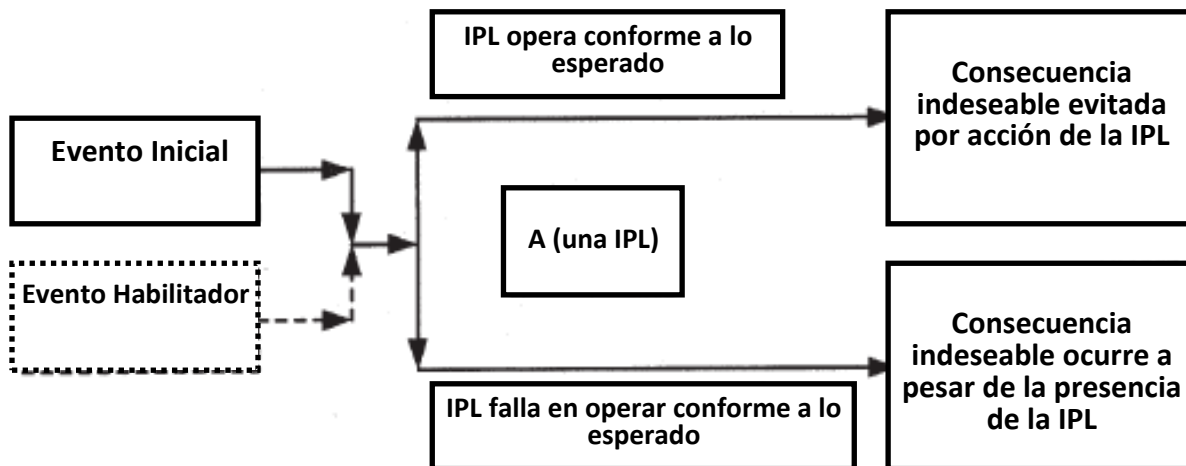 IPL opera conforme a lo
esperado
Consecuencia
indeseable evitada
por acción de la IPL
Evento Inicial
A (una IPL)
Evento Habilitador
Consecuencia
indeseable ocurre a
pesar de la presencia
de la IPL
IPL falla en operar conforme a lo
esperado